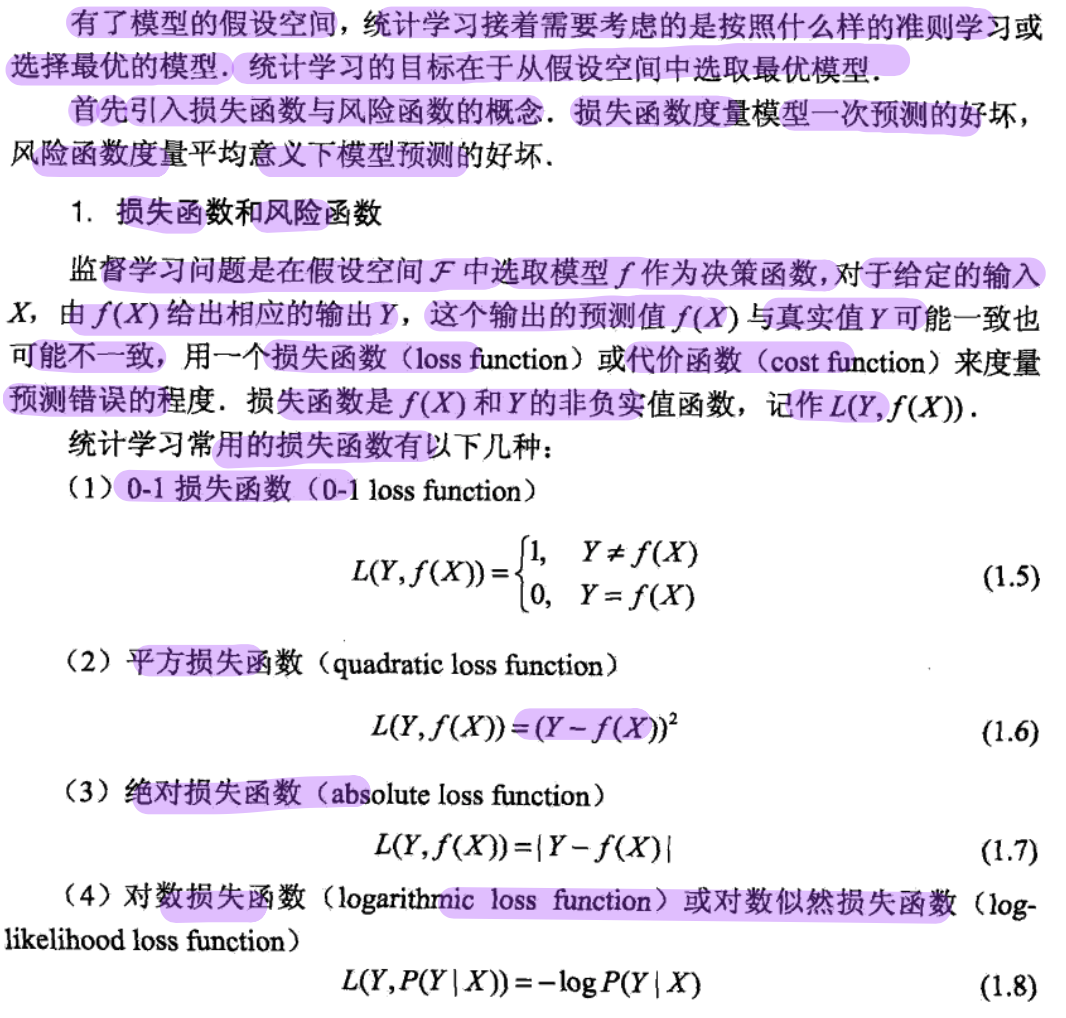 有了模型的假设空间，统计学习接着需要考虑的是按照什么样的准则学习或
选择最优的模型．统计学习的目标在于从假设空间中选取最优模型．
首先引入损失函数与风险函数的概念．损失函数度量模型一次预测的好坏，
风险函数度量平均意义下模型预测的好坏．
1. 损失函数和风险函数
监督学习问题是在假设空间 F 中选取模型 f 作为决策函数，对于给定的输入
X，由 f(X) 给出相应的输出 Y，这个输出的预测值 f(X) 与真实值 Y 可能一致也
可能不一致，用一个损失函数（loss function）或代价函数（cost function）来度量
预测错误的程度．损失函数是 f(X) 和 Y 的非负实值函数，记作 L(Y, f(X))．
统计学习常用的损失函数有以下几种：
（1）0-1 损失函数（0-1 loss function）
L(Y, f(X)) = { 1, Y ≠ f(X)
0, Y = f(X) (1.5)
（2）平方损失函数（quadratic loss function）
L(Y, f(X)) = (Y − f(X))² (1.6)
（3）绝对损失函数（absolute loss function）
L(Y, f(X)) = | Y − f(X) | (1.7)
（4）对数损失函数（logarithmic loss function）或对数似然损失函数（log-
likelihood loss function）
L(Y, P(Y | X)) = − log P(Y | X) (1.8)